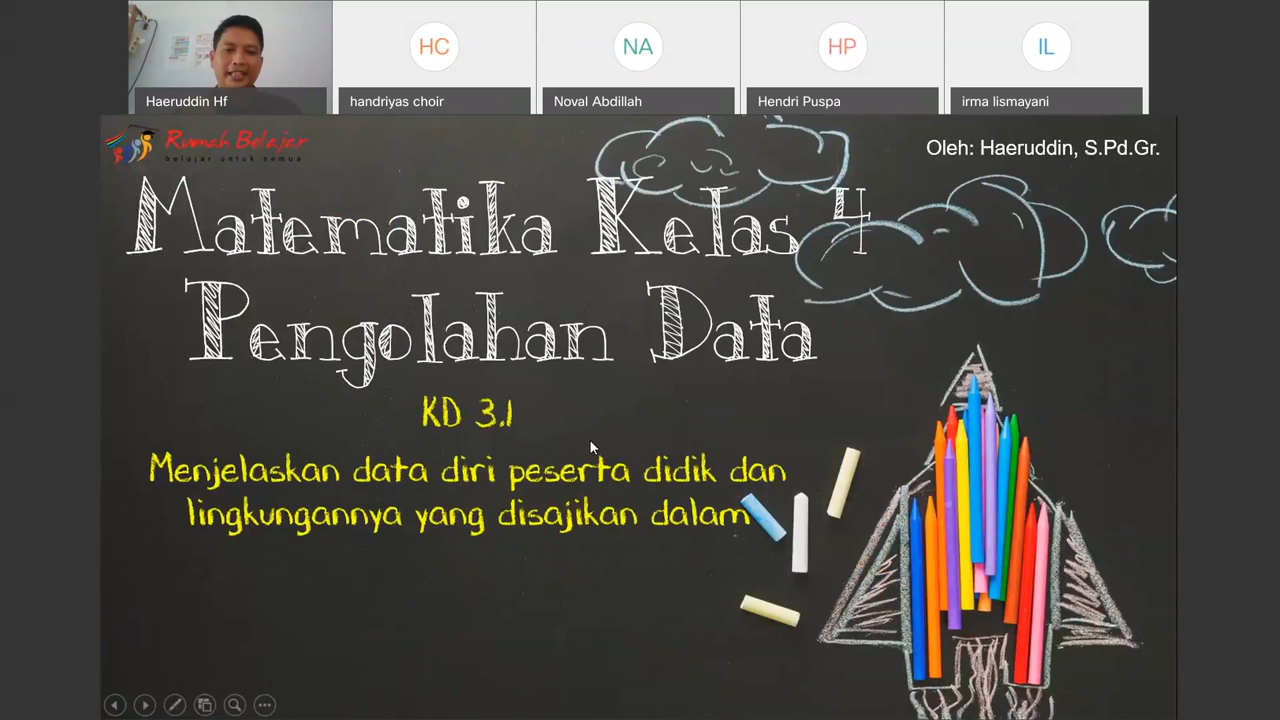 HC
NA
HP
IL
Haeruddin Hf
handriyas choir
Noval Abdillah
Hendri Puspa
irma lismayani
Rumah Belajar
belajar untuk semua
Oleh: Haeruddin, S.Pd.Gr.
Matematika Kelas 4
Pengolahan Data
KD 3.1
Menjelaskan data diri peserta didik dan
lingkungannya yang disajikan dalam